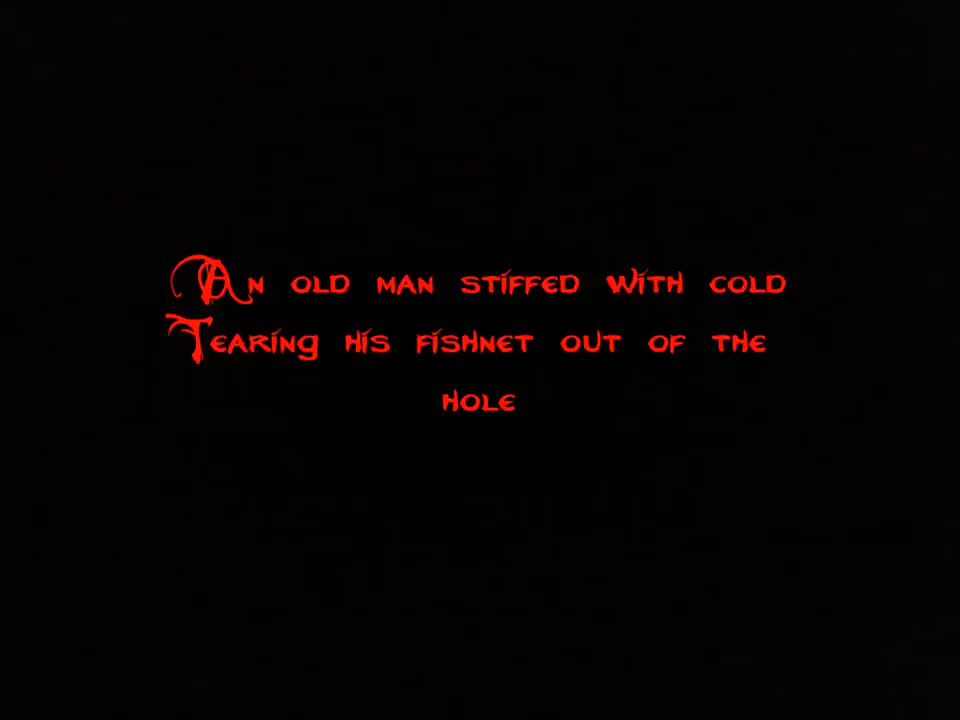 An old man stiffed with cold
Tearing his fishnet out of the
hole